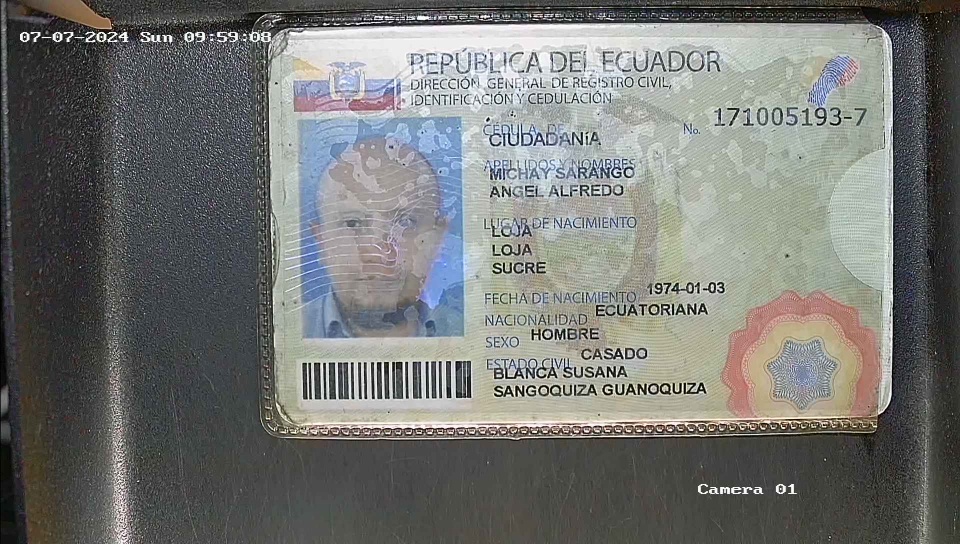 07-07-2024 Sun 09:59:08
REPÚBLICA DEL ECUADOR
DIRECCIÓN GENERAL DE REGISTRO CIVIL,
IDENTIFICACIÓN Y CEDULACIÓN
No. 171005193-7
CÉDULA DE
CIUDADANÍA
APELLIDOS Y NOMBRES
MICHAY SARANGO
ANGEL ALFREDO
LUGAR DE NACIMIENTO
LOJA
LOJA
SUCRE
FECHA DE NACIMIENTO 1974-01-03
NACIONALIDAD ECUATORIANA
SEXO HOMBRE
ESTADO CIVIL CASADO
BLANCA SUSANA
SANGOQUIZA GUANOQUIZA
Camera 01